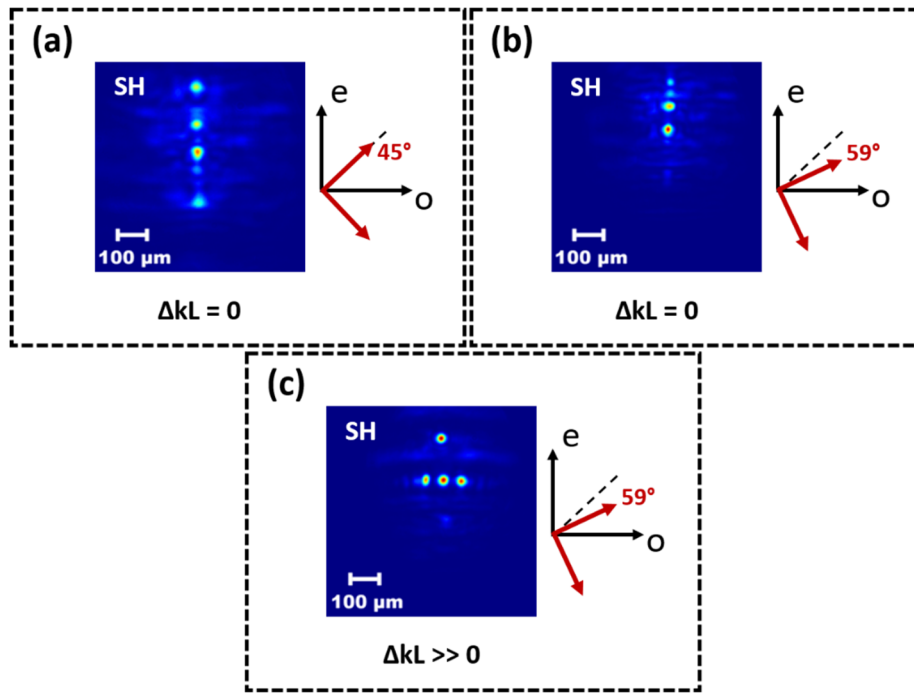 (a)
SH
e
45°
o
100 µm
ΔkL = 0
(b)
SH
e
59°
o
100 µm
ΔkL = 0
(c)
SH
e
59°
o
100 µm
ΔkL >> 0